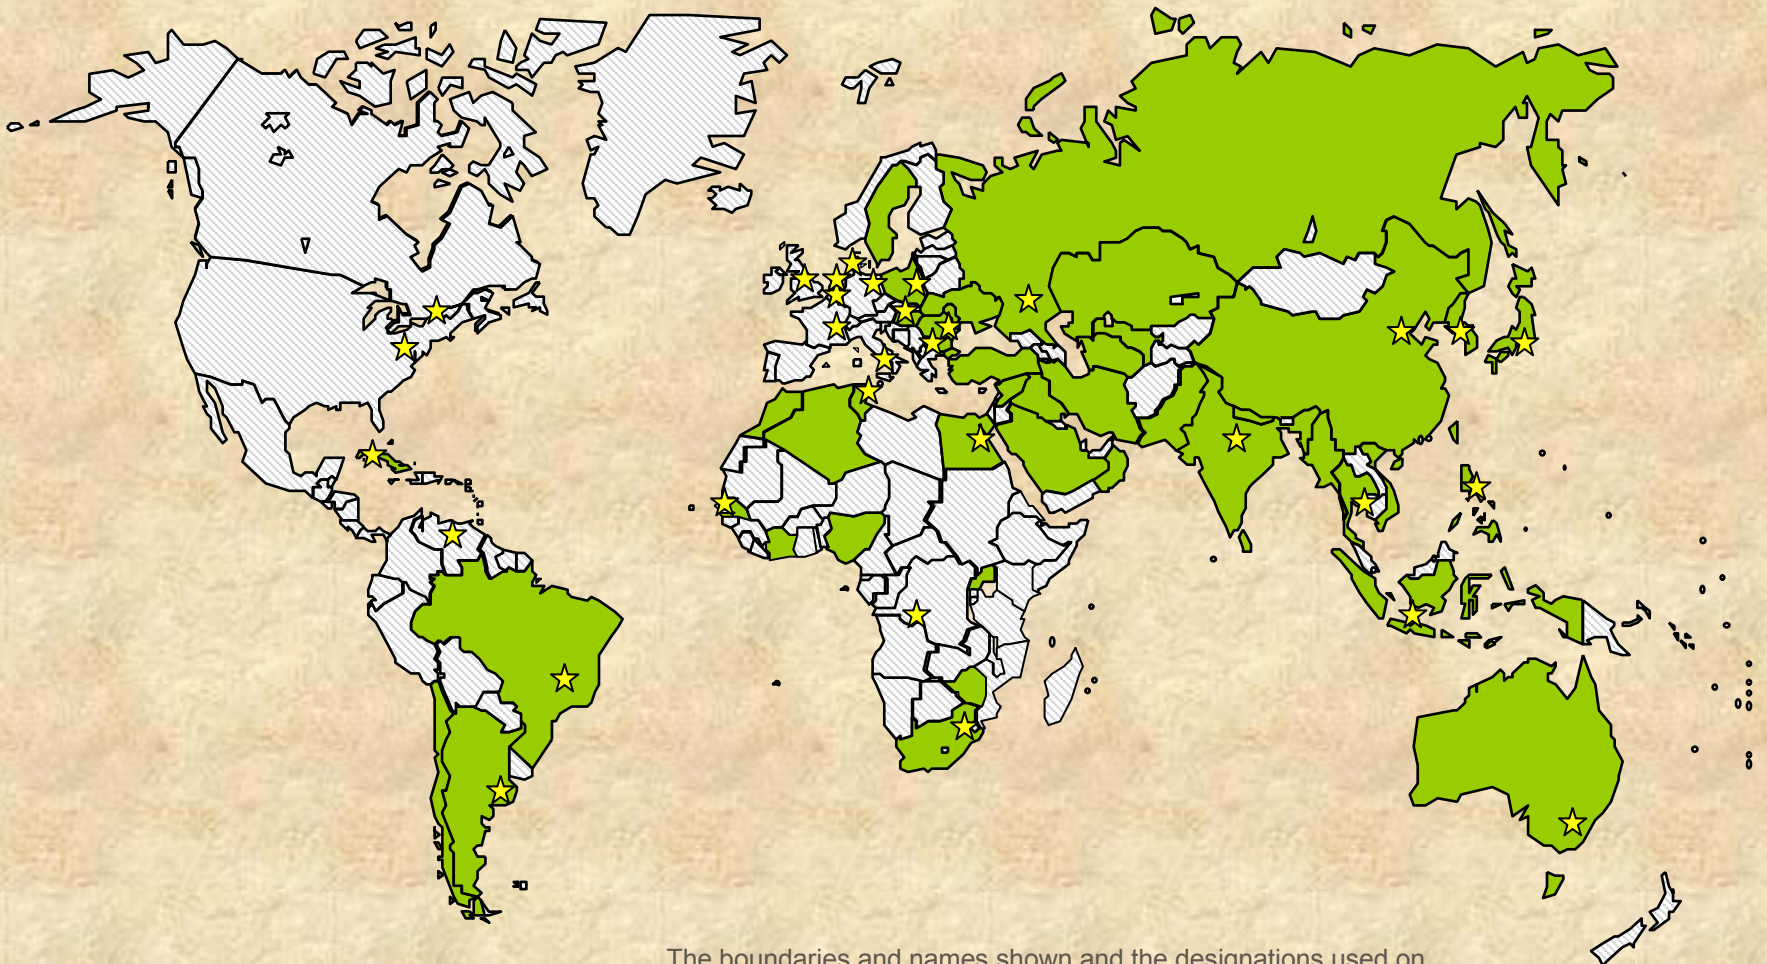 The boundaries and names shown and the designations used on